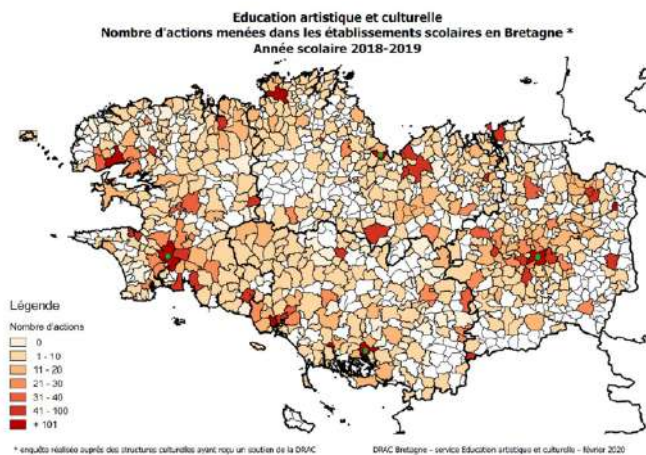 Education artistique et culturelle
Nombre d'actions menées dans les établissements scolaires en Bretagne *
Année scolaire 2018-2019
Légende
Nombre d'actions
0
1 - 10
11 - 20
21 - 30
31 - 40
41 - 100
+ 101
* enquête réalisée auprès des structures culturelles ayant reçu un soutien de la DRAC
DRAC Bretagne - service Education artistique et culturelle - février 2020